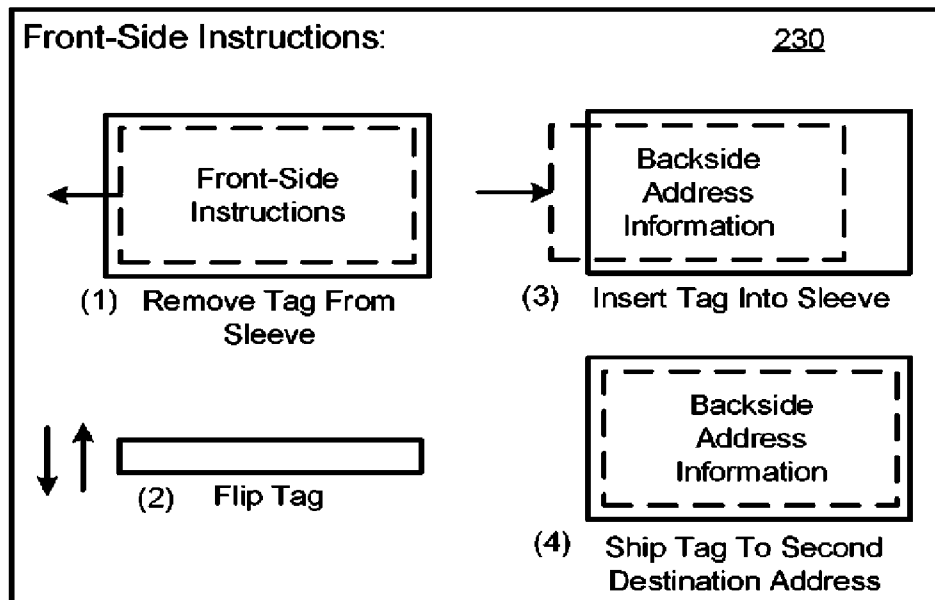 Front-Side Instructions:
230
Front-Side
Instructions
(1) Remove Tag From
Sleeve
(2) Flip Tag
Backside
Address
Information
(3) Insert Tag Into Sleeve
Backside
Address
Information
(4) Ship Tag To Second
Destination Address